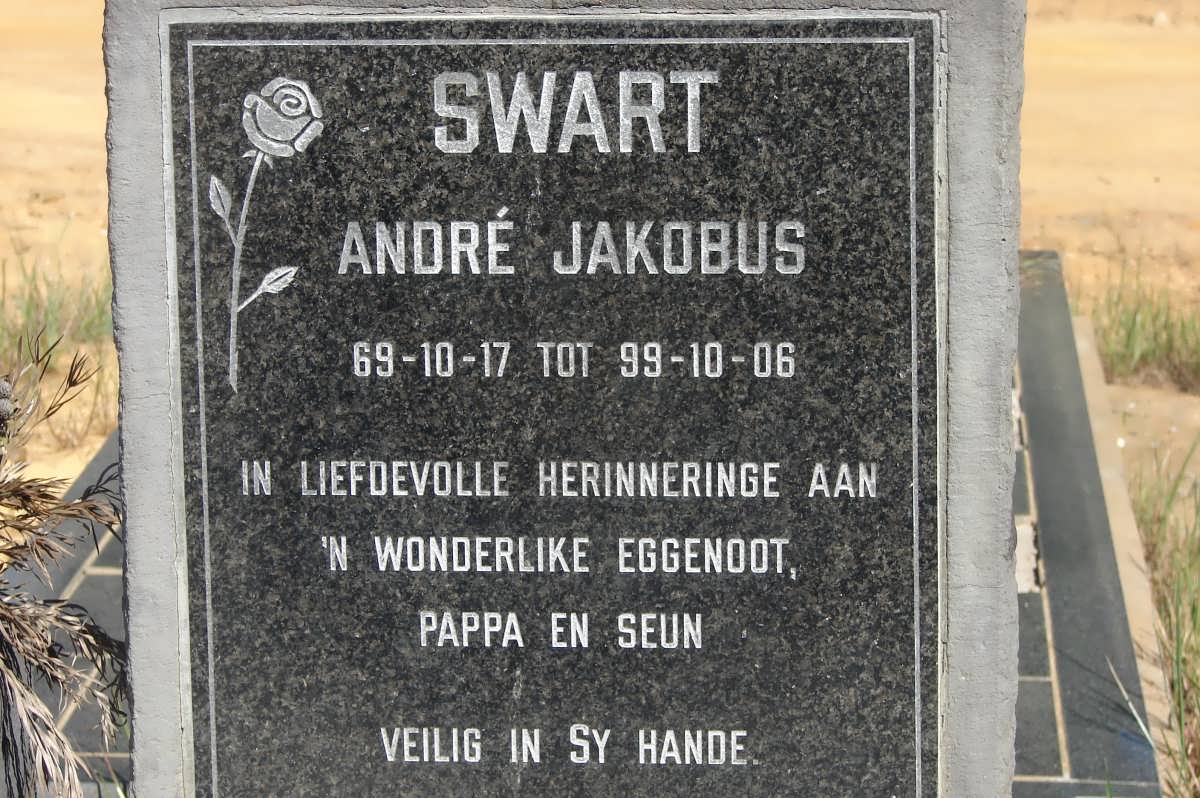 SWART
ANDRÉ JAKOBUS
69-10-17 TOT 99-10-06
IN LIEFDEVOLLE HERINNERINGE AAN
'N WONDERLIKE EGGENOOT,
PAPPA EN SEUN
VEILIG IN SY HANDE.